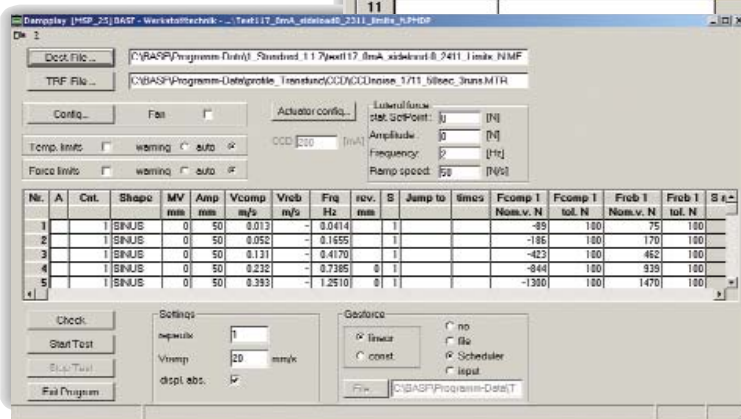 11
Dampplay [MSP_25] BASF - Werkstofftechnik - ...\Test117_0mA_sideload0_2311_limits_N.MPDP
?
Dest. File ... C:\BASF\Programm-Data\1_Standard_1.1.7\test117_0mA_sideload-0_2411_Limits_N.MF
TRF File ... C:\BASF\Programm-Data\profile_Transfunc\CCD\CCDnoise_1711_50sec_3runs.MTR
Config... Fan Actuator config...
Lateral force
stat. SetPoint: 0 [N]
CCD 200 [mA] Amplitude: 0 [N]
Temp. limits warning auto
Frequency: 2 [Hz]
Force limits warning auto
Ramp speed: 50 [N/s]
Nr. A Cnt. Shape MV Amp Vcomp Vreb Frq rev. S Jump to times Fcomp 1 Fcomp 1 Freb 1 Freb 1
mm mm m/s m/s Hz mm Nom.v. N tol. N Nom.v. N tol. N
1 1 SINUS 0 50 0.013 - 0.0414 1 -89 100 75 100
2 1 SINUS 0 50 0.052 - 0.1655 1 -186 100 170 100
3 1 SINUS 0 50 0.131 - 0.4170 1 -423 100 462 100
4 1 SINUS 0 50 0.232 - 0.7385 0 1 -844 100 939 100
5 1 SINUS 0 50 0.393 - 1.2510 0 1 -1300 100 1470 100
Check
Start Test
Stop Test
Exit Program
Settings
repeats 1
Vramp 20 mm/s
displ. abs.
Gasforce
linear
const.
no
file
Scheduler
input
File... C:\BASF\Programm-Data\T